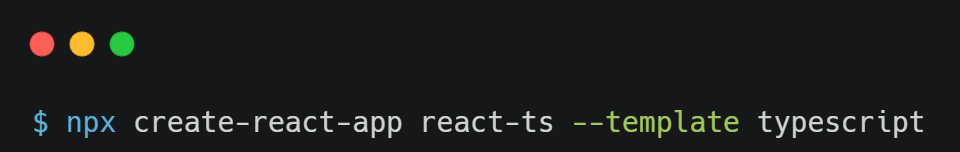 $ npx create-react-app react-ts --template typescript